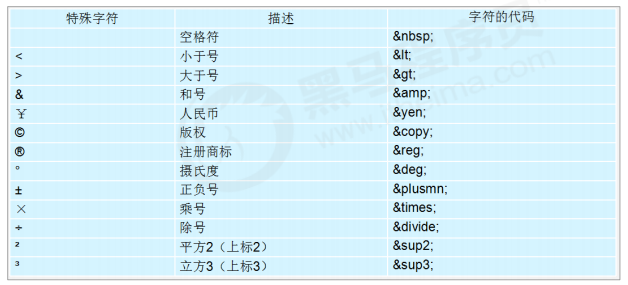 特殊字符 描述 字符的代码
空格符 &nbsp;
< 小于号 &lt;
> 大于号 &gt;
& 和号 &amp;
￥ 人民币 &yen;
© 版权 &copy;
® 注册商标 &reg;
° 摄氏度 &deg;
± 正负号 &plusmn;
× 乘号 &times;
÷ 除号 &divide;
² 平方2（上标2） &sup2;
³ 立方3（上标3） &sup3;
黑马程序员